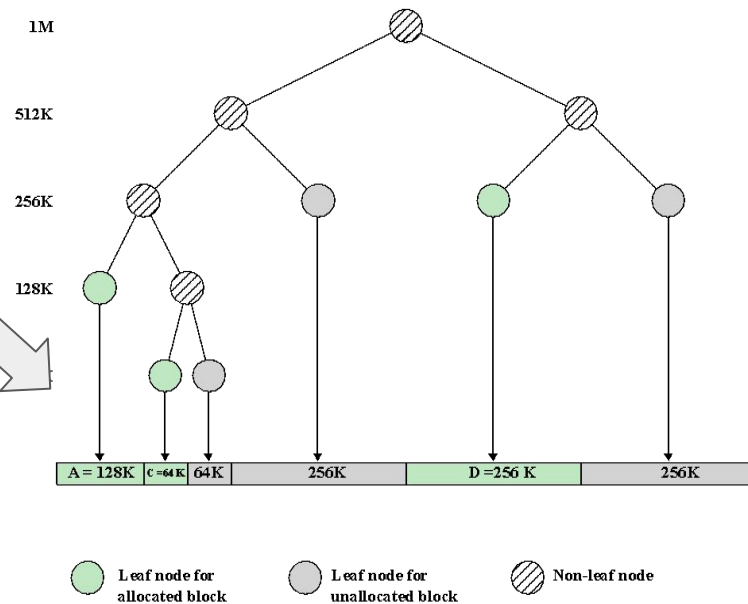 1M
512K
256K
128K
A = 128K C =64 K 64K 256K D =256 K 256K
Leaf node for
allocated block
Leaf node for
unallocated block
Non-leaf node